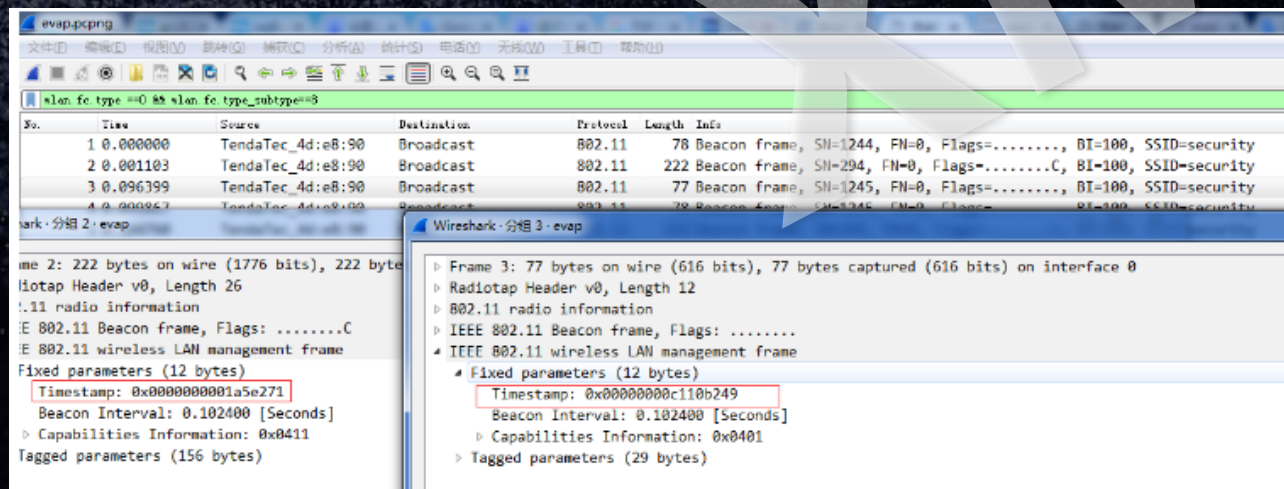 evap.pcpng
文件(F) 编辑(E) 视图(V) 跳转(G) 捕获(C) 分析(A) 统计(S) 电话(Y) 无线(W) 工具(T) 帮助(H)
wlan.fc.type ==0 && wlan.fc.type_subtype==8
No. Time Source Destination Protocol Length Info
1 0.000000 TendaTec_4d:e8:90 Broadcast 802.11 78 Beacon frame, SN=1244, FN=0, Flags=........, BI=100, SSID=security
2 0.001103 TendaTec_4d:e8:90 Broadcast 802.11 222 Beacon frame, SN=294, FN=0, Flags=........C, BI=100, SSID=security
3 0.096399 TendaTec_4d:e8:90 Broadcast 802.11 77 Beacon frame, SN=1245, FN=0, Flags=........, BI=100, SSID=security
ark · 分组 2 · evap
me 2: 222 bytes on wire (1776 bits), 222 byte
diotap Header v0, Length 26
2.11 radio information
EE 802.11 Beacon frame, Flags: ........C
EE 802.11 wireless LAN management frame
Fixed parameters (12 bytes)
Timestamp: 0x0000000001a5e271
Beacon Interval: 0.102400 [Seconds]
Capabilities Information: 0x0411
Tagged parameters (156 bytes)
Wireshark · 分组 3 · evap
Frame 3: 77 bytes on wire (616 bits), 77 bytes captured (616 bits) on interface 0
Radiotap Header v0, Length 12
802.11 radio information
IEEE 802.11 Beacon frame, Flags: ........
IEEE 802.11 wireless LAN management frame
Fixed parameters (12 bytes)
Timestamp: 0x00000000c110b249
Beacon Interval: 0.102400 [Seconds]
Capabilities Information: 0x0401
Tagged parameters (29 bytes)